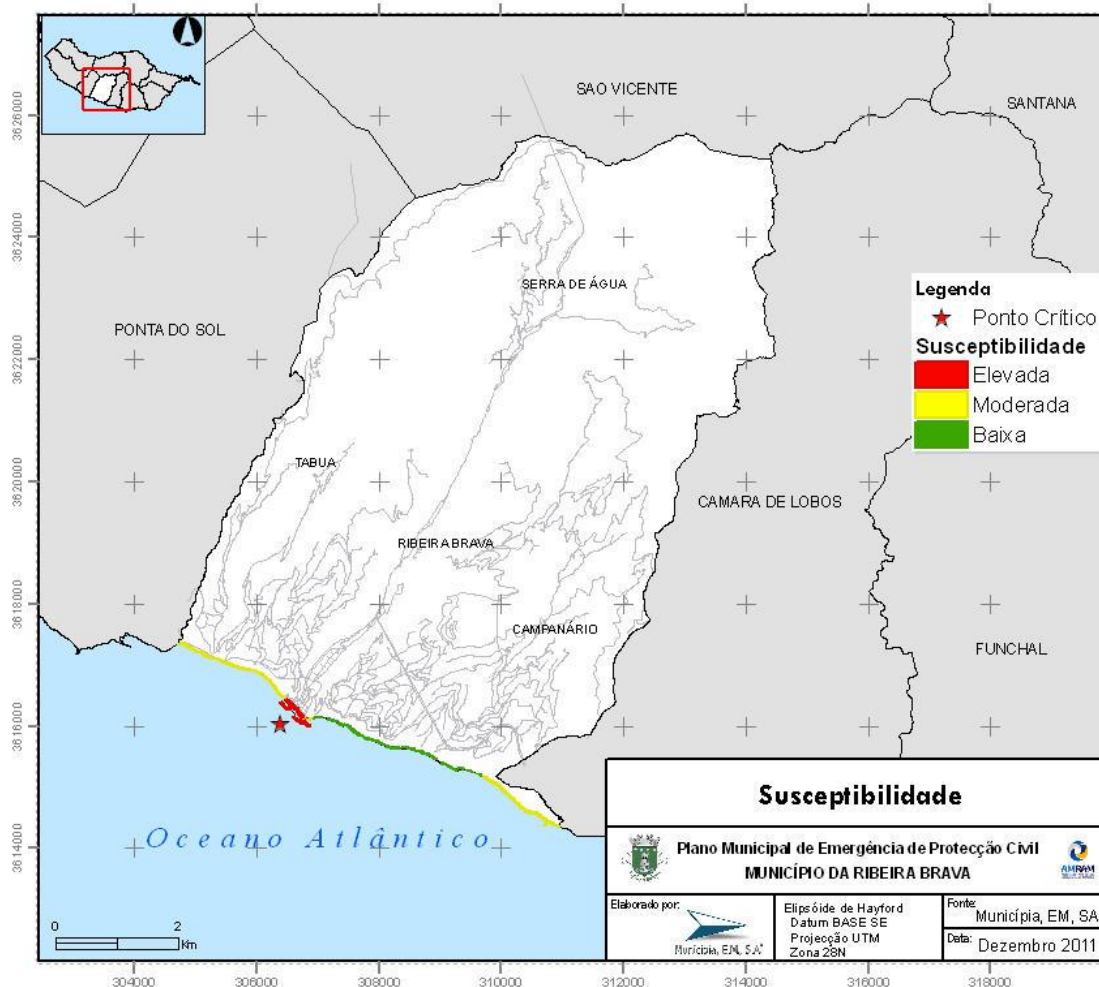 SAO VICENTE
SANTANA
SERRA DE ÁGUA
PONTA DO SOL
Legenda
Ponto Crítico
Susceptibilidade
Elevada
Moderada
Baixa
TABUA
CAMARA DE LOBOS
RIBEIRA BRAVA
CAMPANÁRIO
FUNCHAL
Oceano Atlântico
0 2
Km
Susceptibilidade
Plano Municipal de Emergência de Protecção Civil
MUNICÍPIO DA RIBEIRA BRAVA
AMRAM
Elaborado por:
Município, E.M., S.A.
Elipsóide de Hayford
Datum BASE SE
Projecção UTM
Zona 28N
Fonte:
Município, EM, SA
Data: Dezembro 2011
3626000
3624000
3622000
3620000
3618000
3616000
3614000
304000 306000 308000 310000 312000 314000 316000 318000